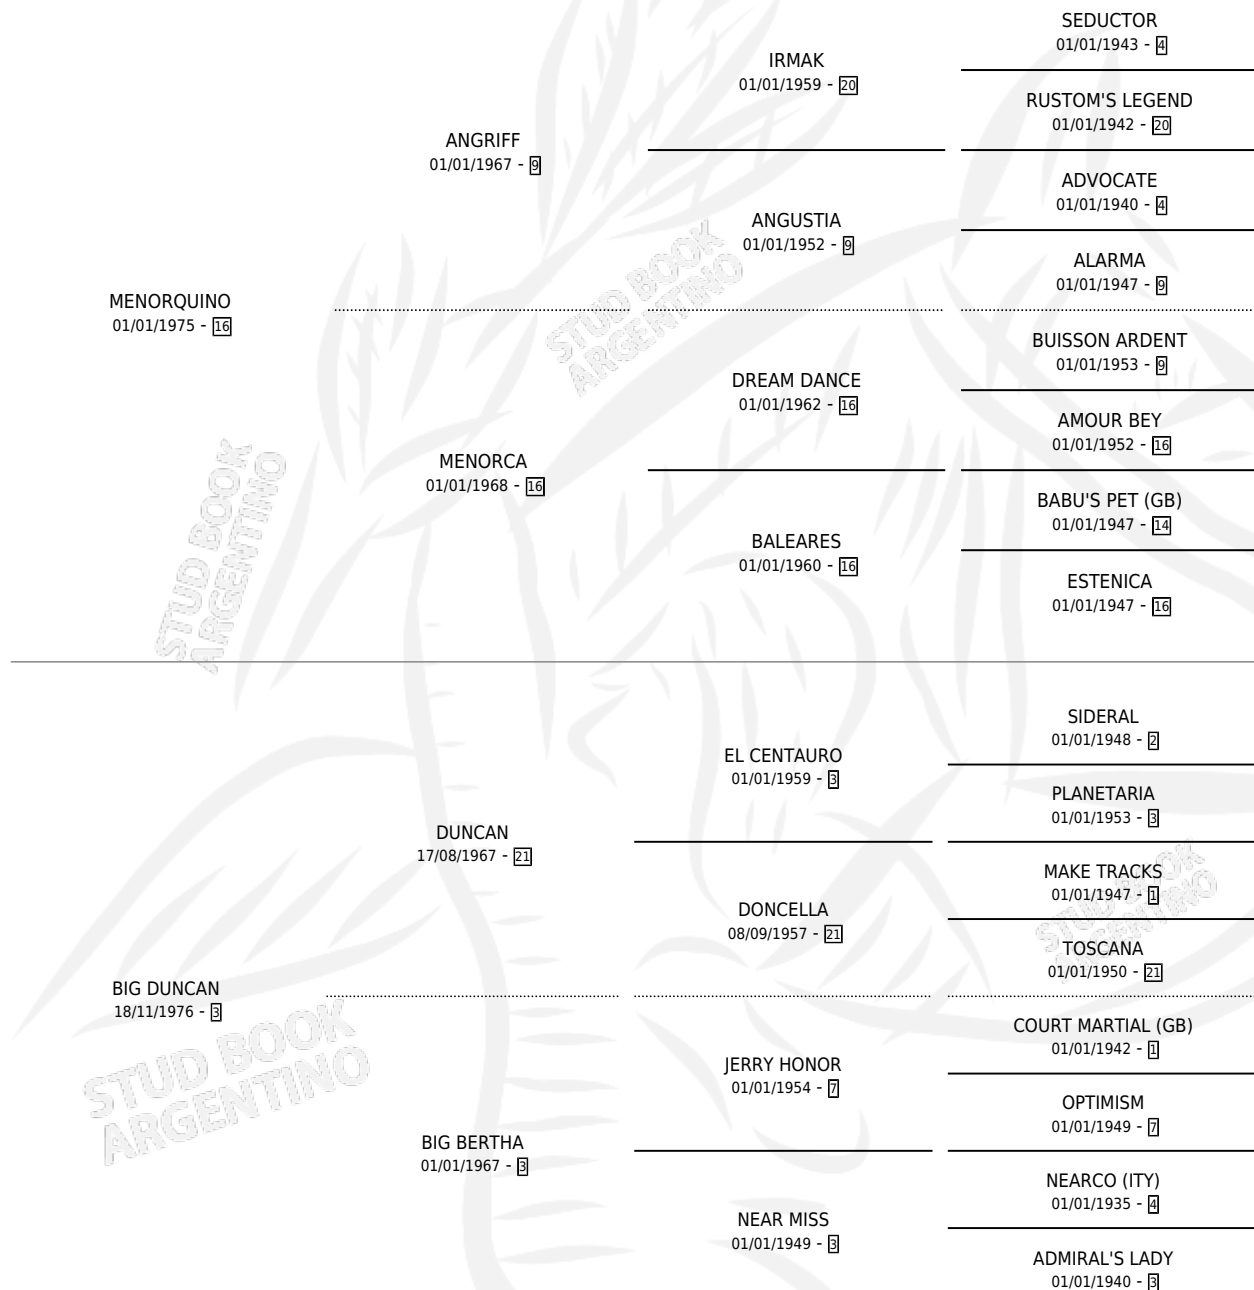 SEDUCTOR
01/01/1943 - 4
IRMAK
01/01/1959 - 20
RUSTOM'S LEGEND
01/01/1942 - 20
ANGRIFF
01/01/1967 - 9
ADVOCATE
01/01/1940 - 4
ANGUSTIA
01/01/1952 - 9
ALARMA
01/01/1947 - 9
MENORQUINO
01/01/1975 - 16
BUISSON ARDENT
01/01/1953 - 9
DREAM DANCE
01/01/1962 - 16
AMOUR BEY
01/01/1952 - 16
MENORCA
01/01/1968 - 16
BABU'S PET (GB)
01/01/1947 - 14
BALEARES
01/01/1960 - 16
ESTENICA
01/01/1947 - 16
SIDERAL
01/01/1948 - 2
EL CENTAURO
01/01/1959 - 3
PLANETARIA
01/01/1953 - 3
DUNCAN
17/08/1967 - 21
MAKE TRACKS
01/01/1947 - 1
DONCELLA
08/09/1957 - 21
TOSCANA
01/01/1950 - 21
BIG DUNCAN
18/11/1976 - 3
COURT MARTIAL (GB)
01/01/1942 - 1
JERRY HONOR
01/01/1954 - 7
OPTIMISM
01/01/1949 - 7
BIG BERTHA
01/01/1967 - 3
NEARCO (ITY)
01/01/1935 - 4
NEAR MISS
01/01/1949 - 3
ADMIRAL'S LADY
01/01/1940 - 3
STUD BOOK
ARGENTINO
STUD BOOK
ARGENTINO
STUD BOOK
ARGENTINO
STUD BOOK
ARGENTINO